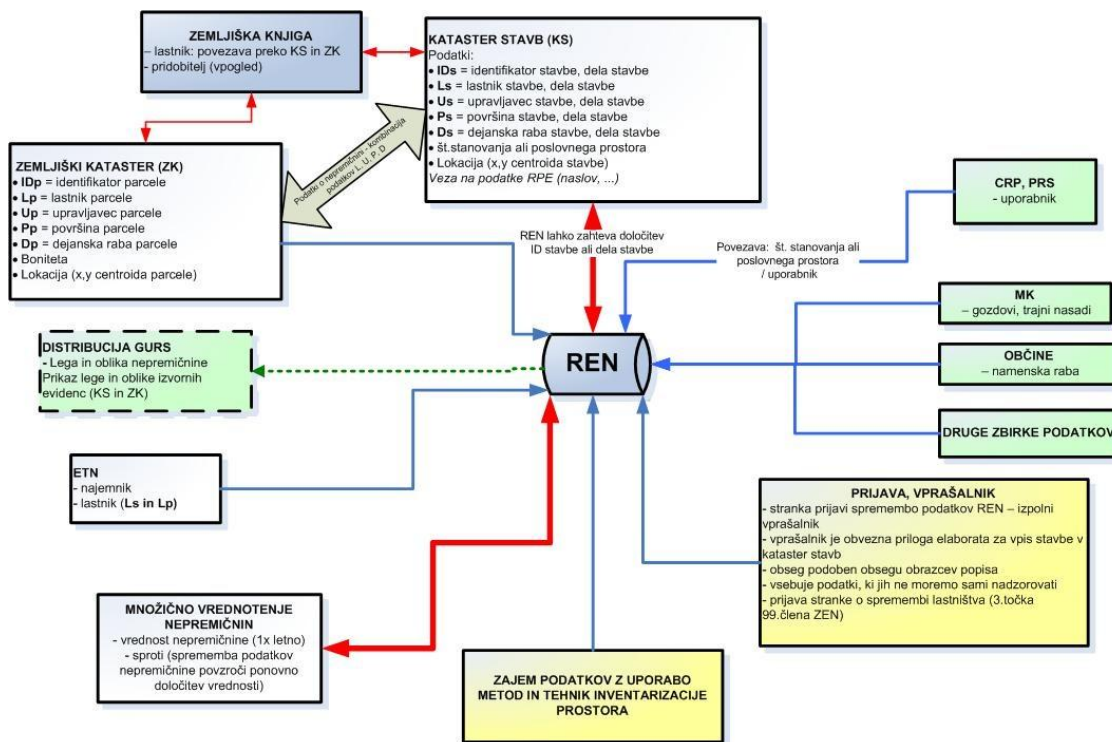 ZEMLJIŠKA KNJIGA
– lastnik: povezava preko KS in ZK
- pridobitelj (vpogled)
KATASTER STAVB (KS)
Podatki:
• IDs = identifikator stavbe, dela stavbe
• Ls = lastnik stavbe, dela stavbe
• Us = upravljavec stavbe, dela stavbe
• Ps = površina stavbe, dela stavbe
• Ds = dejanska raba stavbe, dela stavbe
• št.stanovanja ali poslovnega prostora
• Lokacija (x,y centroida stavbe)
Veza na podatke RPE (naslov, ...)
Podatki o nepremičnini - kombinacija
podatkov L, U, P, D
ZEMLJIŠKI KATASTER (ZK)
• IDp = identifikator parcele
• Lp = lastnik parcele
• Up = upravljavec parcele
• Pp = površina parcele
• Dp = dejanska raba parcele
• Boniteta
• Lokacija (x,y centroida parcele)
REN lahko zahteva določitev
ID stavbe ali dela stavbe
Povezava: št. stanovanja ali
poslovnega prostora
/ uporabnik
CRP, PRS
- uporabnik
MK
– gozdovi, trajni nasadi
OBČINE
– namenska raba
DRUGE ZBIRKE PODATKOV
REN
DISTRIBUCIJA GURS
- Lega in oblika nepremičnine
Prikaz lege in oblike izvornih
evidenc (KS in ZK)
ETN
- najemnik
- lastnik (Ls in Lp)
PRIJAVA, VPRAŠALNIK
- stranka prijavi spremembo podatkov REN – izpolni
vprašalnik
- vprašalnik je obvezna priloga elaborata za vpis stavbe v
kataster stavb
- obseg podoben obsegu obrazcev popisa
- vsebuje podatki, ki jih ne moremo sami nadzorovati
- prijava stranke o spremembi lastništva (3.točka
99.člena ZEN)
MNOŽIČNO VREDNOTENJE
NEPREMIČNIN
- vrednost nepremičnine (1x letno)
- sproti (sprememba podatkov
nepremičnine povzroči ponovno
določitev vrednosti)
ZAJEM PODATKOV Z UPORABO
METOD IN TEHNIK INVENTARIZACIJE
PROSTORA